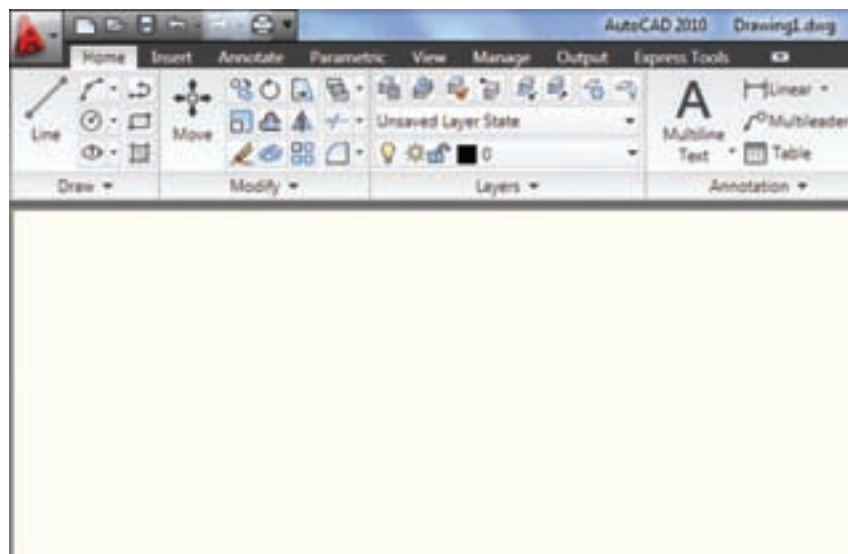 AutoCAD 2010 Drawing1.dwg
Home Insert Annotate Parametric View Manage Output Express Tools
Line
Move
Unsaved Layer State
0
A
Multiline
Text
Linear
Multileader
Table
Draw
Modify
Layers
Annotation